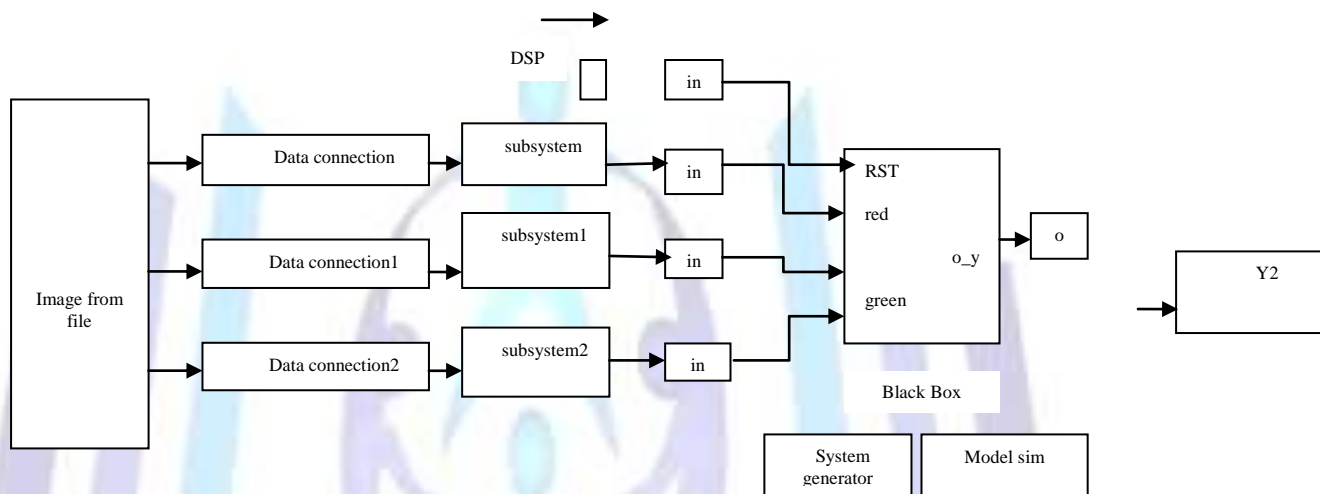 DSP
in
Data connection
subsystem
in
RST
red
subsystem1
o
Data connection1
in
o_y
Y2
Image from
file
green
subsystem2
Data connection2
in
Black Box
System
generator
Model sim